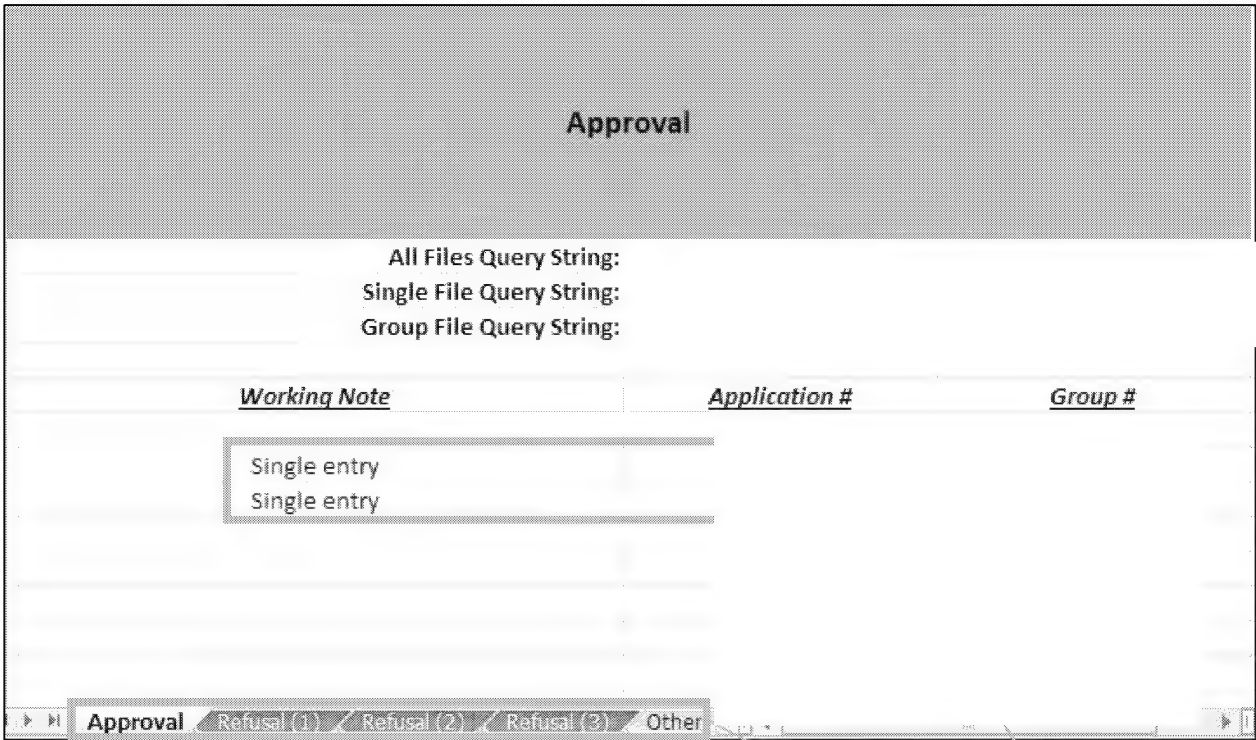 Approval
All Files Query String:
Single File Query String:
Group File Query String:
Working Note Application # Group #
Single entry
Single entry
Approval Refusal (1) Refusal (2) Refusal (3) Other